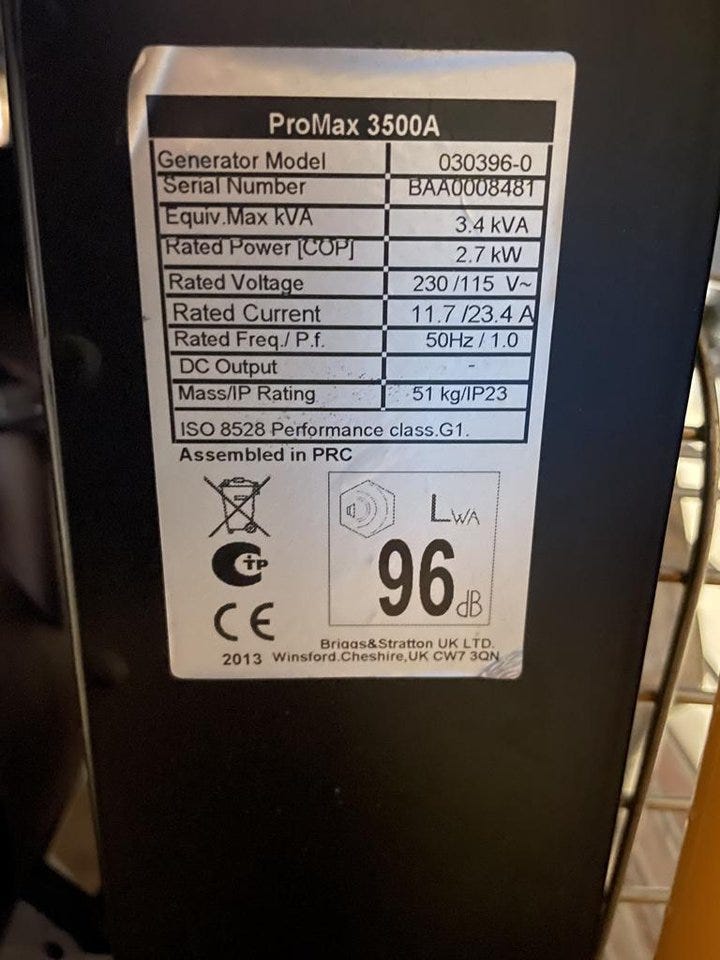 ProMax 3500A
Generator Model 030396-0
Serial Number BAA0008481
Equiv.Max kVA 3.4 kVA
Rated Power [COP] 2.7 kW
Rated Voltage 230 /115 V~
Rated Current 11.7 /23.4 A
Rated Freq./ P.f. 50Hz / 1.0
DC Output -
Mass/IP Rating 51 kg/IP23
ISO 8528 Performance class.G1.
Assembled in PRC
LWA
96 dB
CTP
CE
Briggs&Stratton UK LTD.
2013 Winsford.Cheshire,UK CW7 3QN